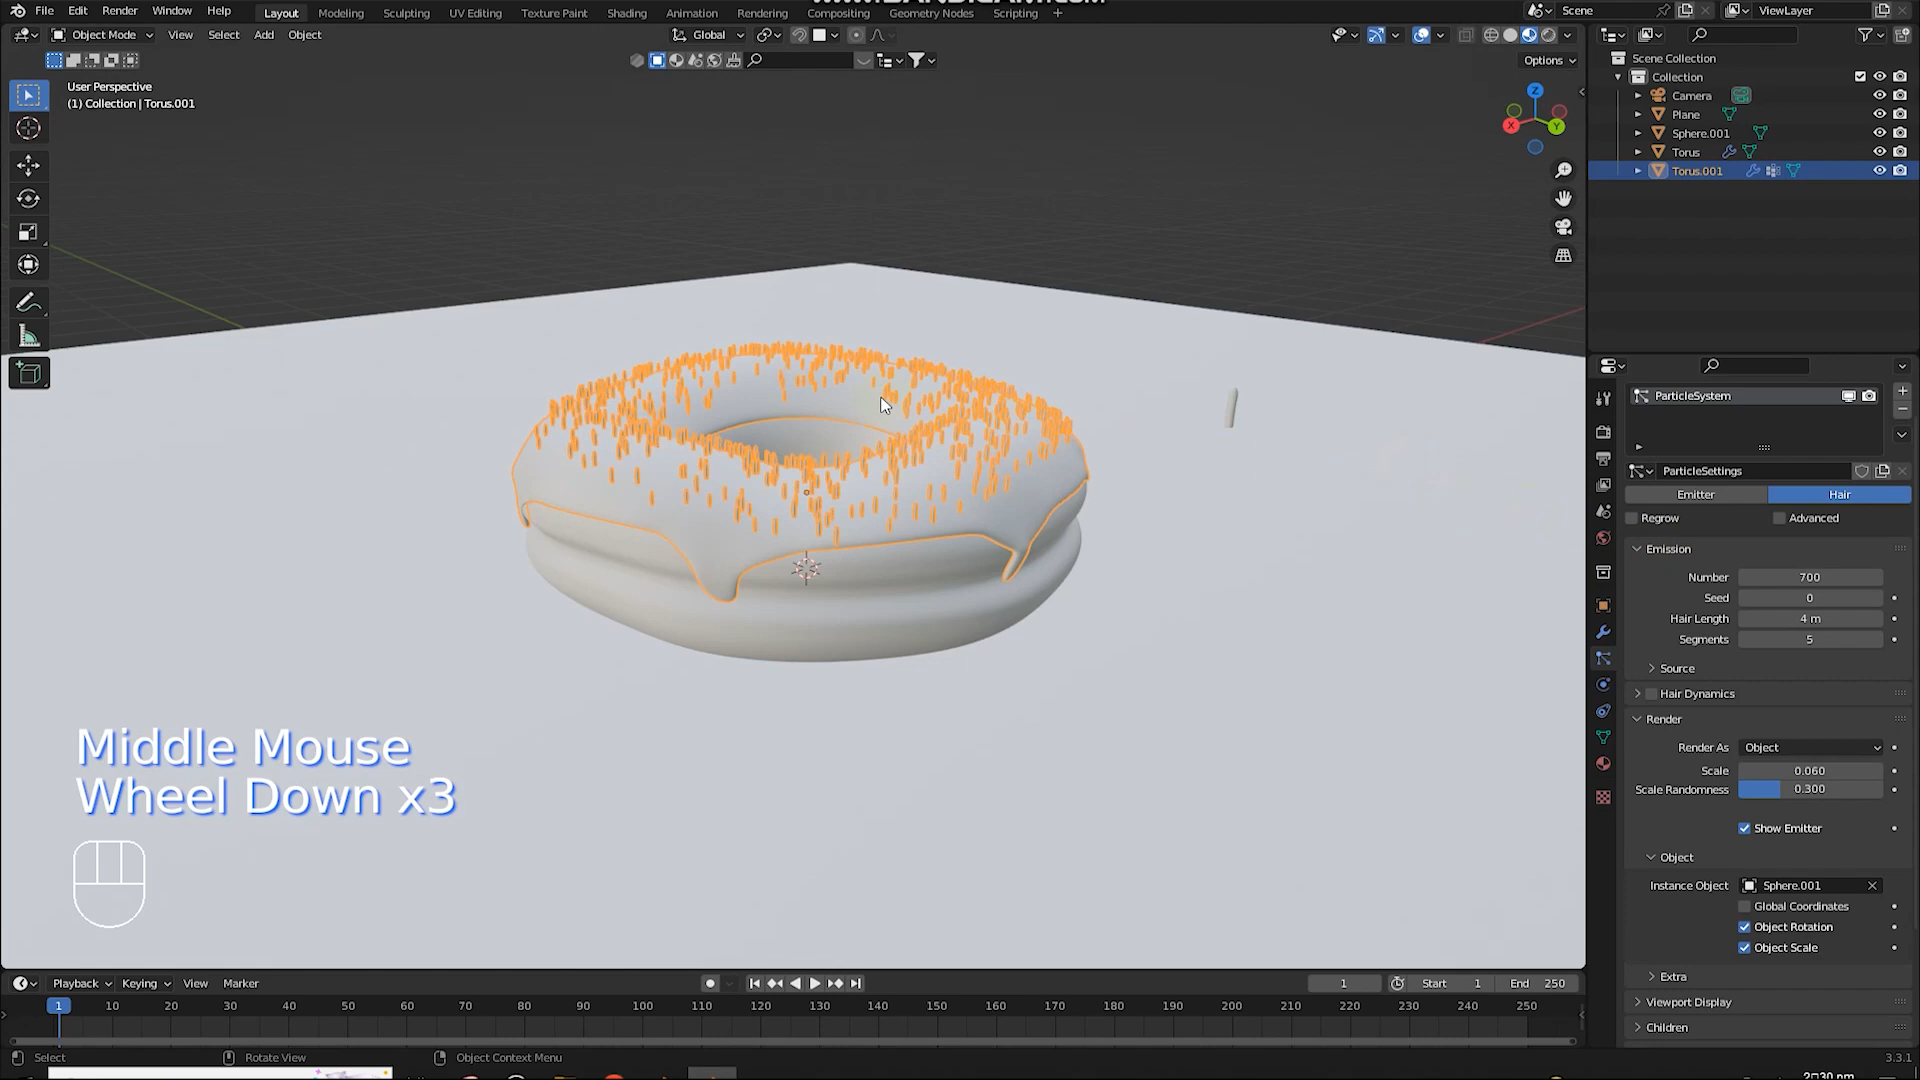 File Edit Render Window Help Layout Modeling Sculpting UV Editing Texture Paint Shading Animation Rendering Compositing Geometry Nodes Scripting + Scene ViewLayer
Object Mode View Select Add Object Global
Options
User Perspective
(1) Collection | Torus.001
Z
X
Y
Scene Collection
Collection
Camera
Plane
Sphere.001
Torus
Torus.001
ParticleSystem
ParticleSettings
Emitter Hair
Regrow Advanced
Emission
Number 700
Seed 0
Hair Length 4 m
Segments 5
Source
Hair Dynamics
Render
Render As Object
Scale 0.060
Scale Randomness 0.300
Show Emitter
Object
Instance Object Sphere.001
Global Coordinates
Object Rotation
Object Scale
Extra
Viewport Display
Children
Middle Mouse
Wheel Down x3
Playback Keying View Marker 1 Start 1 End 250
1 10 20 30 40 50 60 70 80 90 100 110 120 130 140 150 160 170 180 190 200 210 220 230 240 250
Select Rotate View Object Context Menu 3.3.1